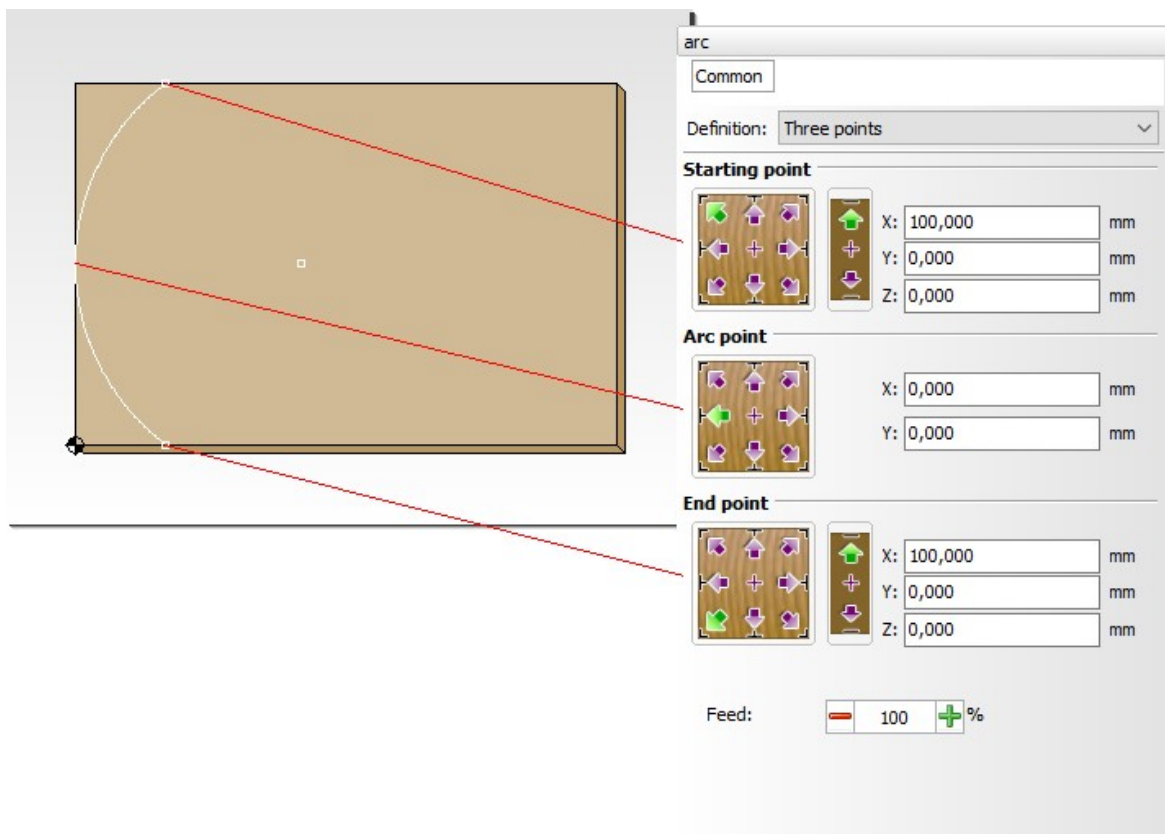 arc
Common
Definition: Three points
Starting point
X: 100,000 mm
Y: 0,000 mm
Z: 0,000 mm
Arc point
X: 0,000 mm
Y: 0,000 mm
End point
X: 100,000 mm
Y: 0,000 mm
Z: 0,000 mm
Feed: 100 %